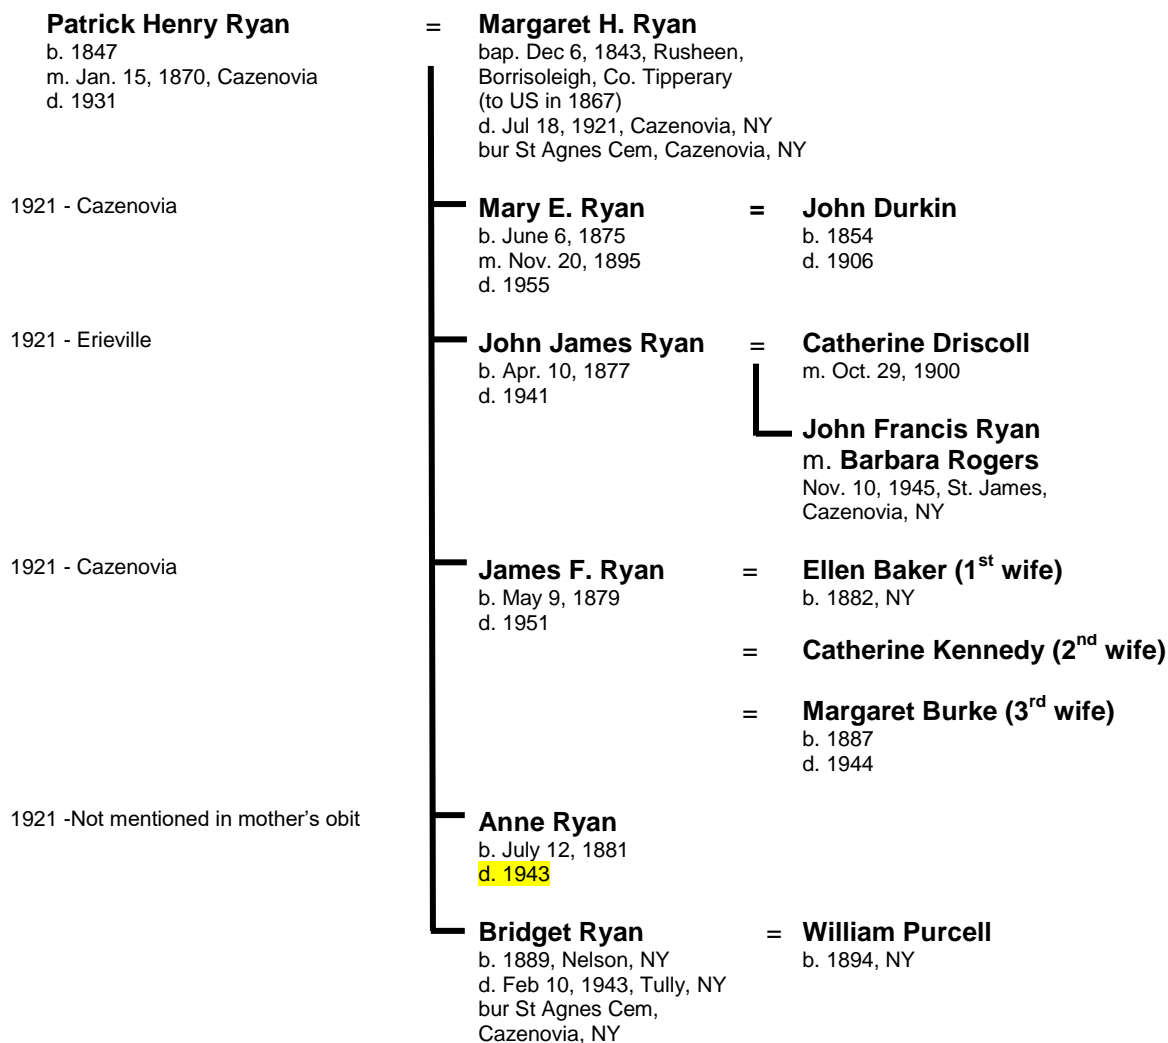 Patrick Henry Ryan = Margaret H. Ryan
b. 1847
m. Jan. 15, 1870, Cazenovia
d. 1931
bap. Dec 6, 1843, Rusheen,
Borrisoleigh, Co. Tipperary
(to US in 1867)
d. Jul 18, 1921, Cazenovia, NY
bur St Agnes Cem, Cazenovia, NY
1921 - Cazenovia
Mary E. Ryan = John Durkin
b. June 6, 1875
m. Nov. 20, 1895
d. 1955
b. 1854
d. 1906
1921 - Erieville
John James Ryan = Catherine Driscoll
b. Apr. 10, 1877
d. 1941
m. Oct. 29, 1900
John Francis Ryan
m. Barbara Rogers
Nov. 10, 1945, St. James,
Cazenovia, NY
1921 - Cazenovia
James F. Ryan = Ellen Baker (1st wife)
b. May 9, 1879
d. 1951
b. 1882, NY
= Catherine Kennedy (2nd wife)
= Margaret Burke (3rd wife)
b. 1887
d. 1944
1921 -Not mentioned in mother's obit
Anne Ryan
b. July 12, 1881
d. 1943
Bridget Ryan = William Purcell
b. 1889, Nelson, NY
d. Feb 10, 1943, Tully, NY
bur St Agnes Cem,
Cazenovia, NY
b. 1894, NY